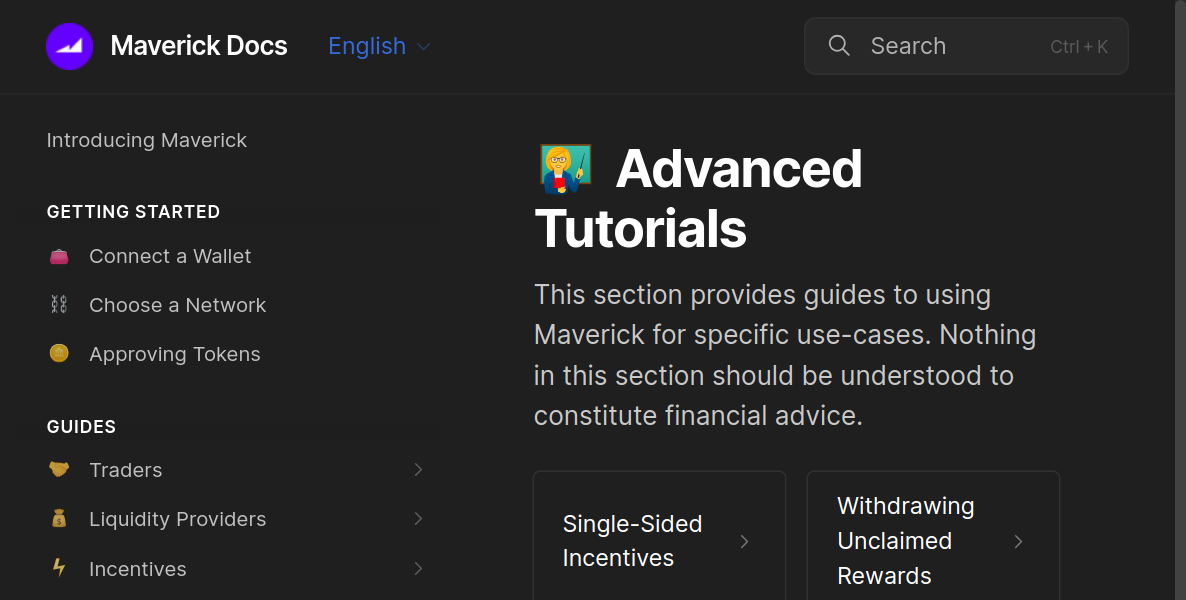 Maverick Docs
English
Search
Ctrl + K
Introducing Maverick
GETTING STARTED
Connect a Wallet
Choose a Network
Approving Tokens
GUIDES
Traders
Liquidity Providers
Incentives
Advanced
Tutorials
This section provides guides to using
Maverick for specific use-cases. Nothing
in this section should be understood to
constitute financial advice.
Single-Sided
Incentives
Withdrawing
Unclaimed
Rewards